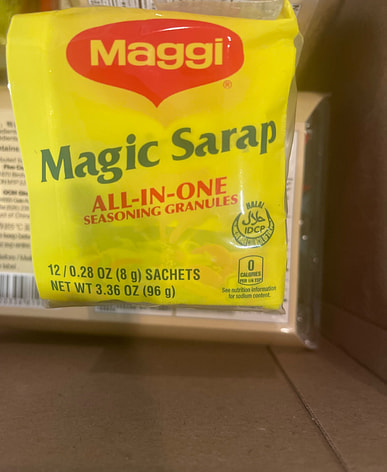 Maggi
®
Magic Sarap
ALL-IN-ONE
SEASONING GRANULES
HALAL
حلال
IDCP
12 / 0.28 OZ (8 g) SACHETS
NET WT 3.36 OZ (96 g)
0
CALORIES
See nutrition information
for sodium content.